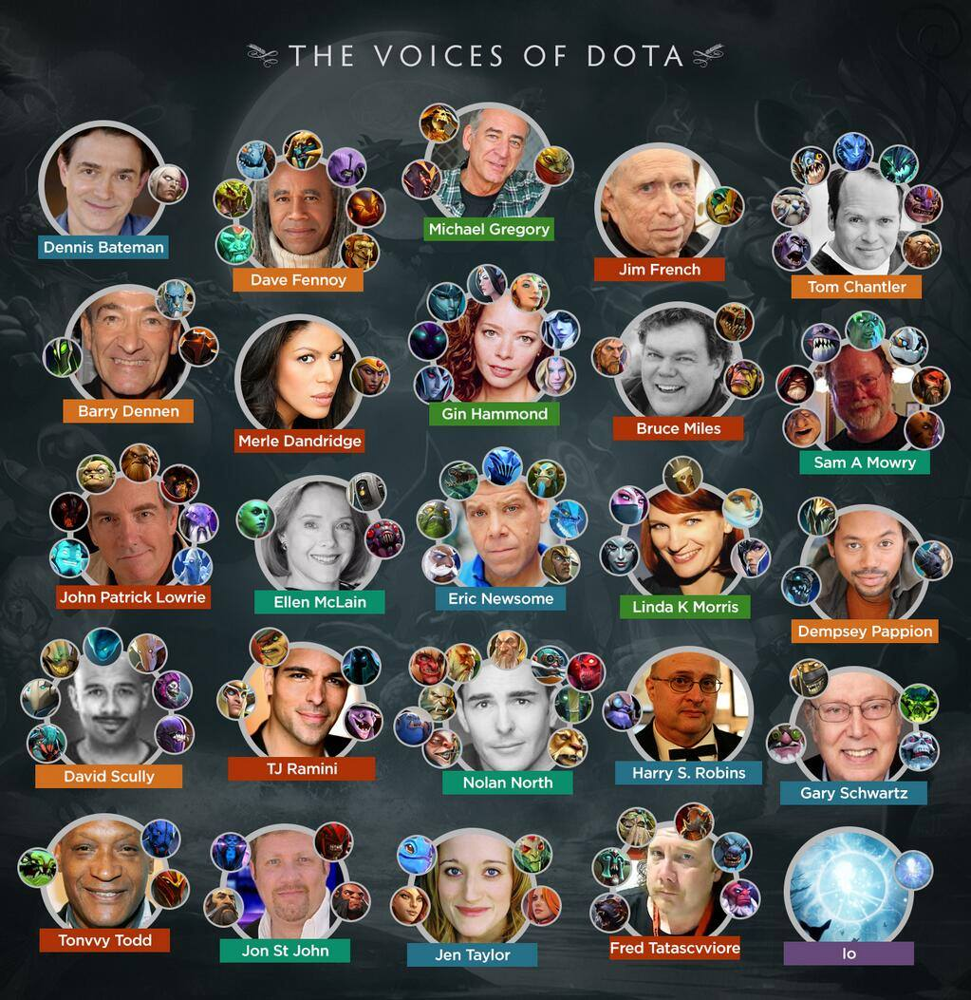 THE VOICES OF DOTA
Dennis Bateman
Dave Fennoy
Michael Gregory
Jim French
Tom Chantler
Barry Dennen
Merle Dandridge
Gin Hammond
Bruce Miles
Sam A Mowry
John Patrick Lowrie
Ellen McLain
Eric Newsome
Linda K Morris
Dempsey Pappion
David Scully
TJ Ramini
Nolan North
Harry S. Robins
Gary Schwartz
Tonvvy Todd
Jon St John
Jen Taylor
Fred Tatascvviore
Io